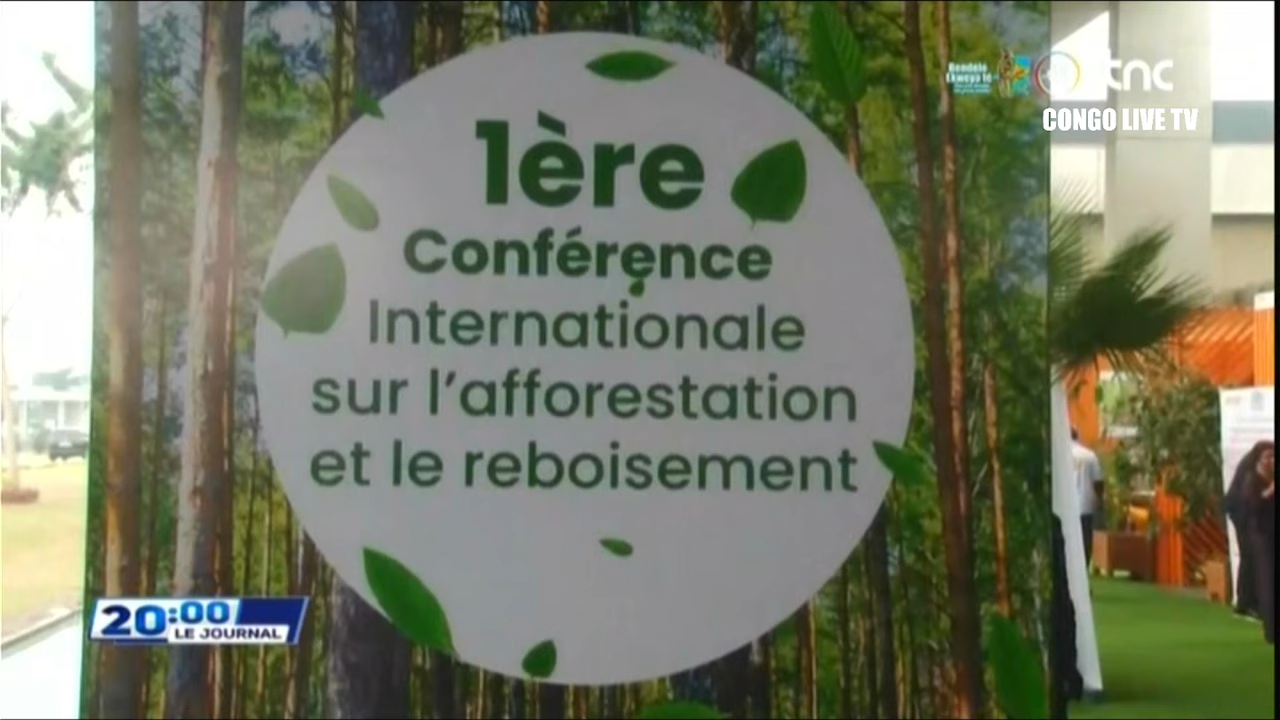 1ère
Conférence
Internationale
sur l'afforestation
et le reboisement
tnc
CONGO LIVE TV
20:00
LE JOURNAL